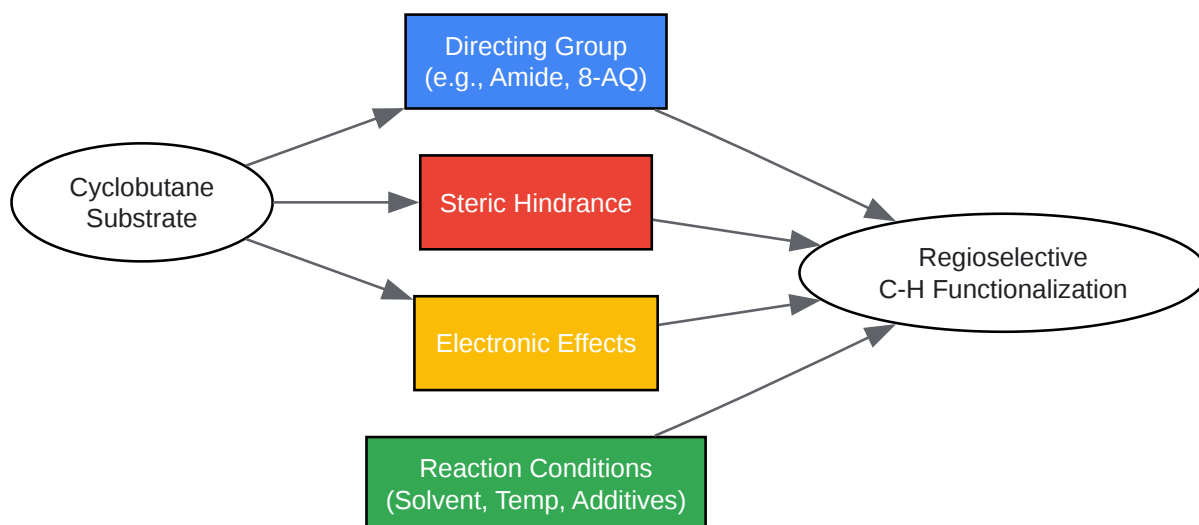 Directing Group
(e.g., Amide, 8-AQ)
Cyclobutane
Substrate
Steric Hindrance
Regioselective
C-H Functionalization
Electronic Effects
Reaction Conditions
(Solvent, Temp, Additives)